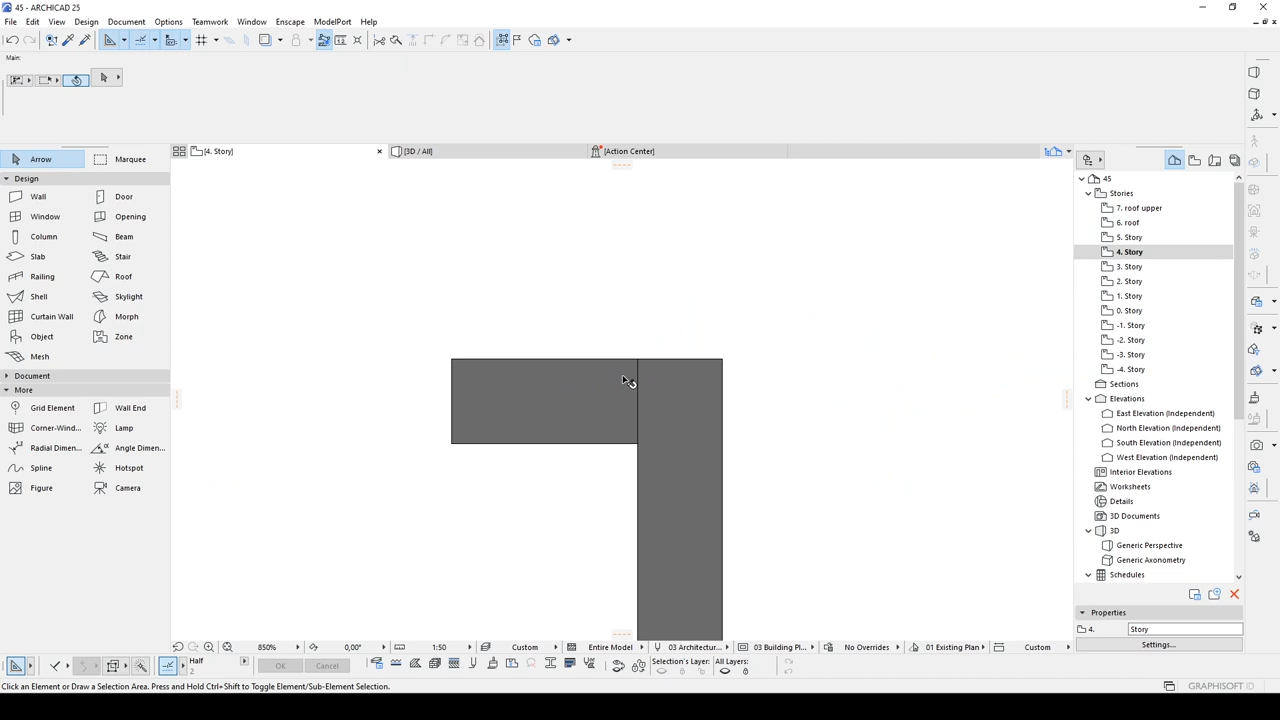 45 - ARCHICAD 25
File Edit View Design Document Options Teamwork Window Enscape ModelPort Help
Main:
[4. Story]
[3D / All]
[Action Center]
Arrow
Marquee
Design
Wall
Door
Window
Opening
Column
Beam
Slab
Stair
Railing
Roof
Shell
Skylight
Curtain Wall
Morph
Object
Zone
Mesh
Document
More
Grid Element
Wall End
Corner-Wind...
Lamp
Radial Dimen...
Angle Dimen...
Spline
Hotspot
Figure
Camera
45
Stories
7. roof upper
6. roof
5. Story
4. Story
3. Story
2. Story
1. Story
0. Story
-1. Story
-2. Story
-3. Story
-4. Story
Sections
Elevations
East Elevation (Independent)
North Elevation (Independent)
South Elevation (Independent)
West Elevation (Independent)
Interior Elevations
Worksheets
Details
3D Documents
3D
Generic Perspective
Generic Axonometry
Schedules
Properties
4.
Story
Settings...
850%
0,00°
1:50
Custom
Entire Model
03 Architectur...
03 Building Pl...
No Overrides
01 Existing Plan
Custom
Half
2
OK
Cancel
Selection's Layer:
All Layers:
Click an Element or Draw a Selection Area. Press and Hold Ctrl+Shift to Toggle Element/Sub-Element Selection.
GRAPHISOFT ID